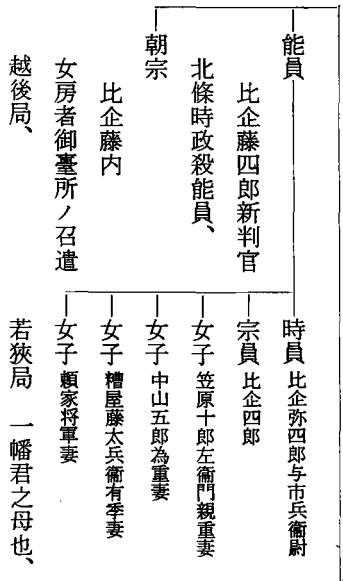 能員
比企藤四郎新判官
北條時政殺能員、
朝宗
比企藤内
女房者御臺所ノ召遣
越後局、
時員 比企弥四郎与市兵衞尉
宗員 比企四郎
女子 笠原十郎左衞門親重妻
女子 中山五郎為重妻
女子 糟屋藤太兵衞有季妻
女子 頼家将軍妻
若狹局 一幡君之母也、